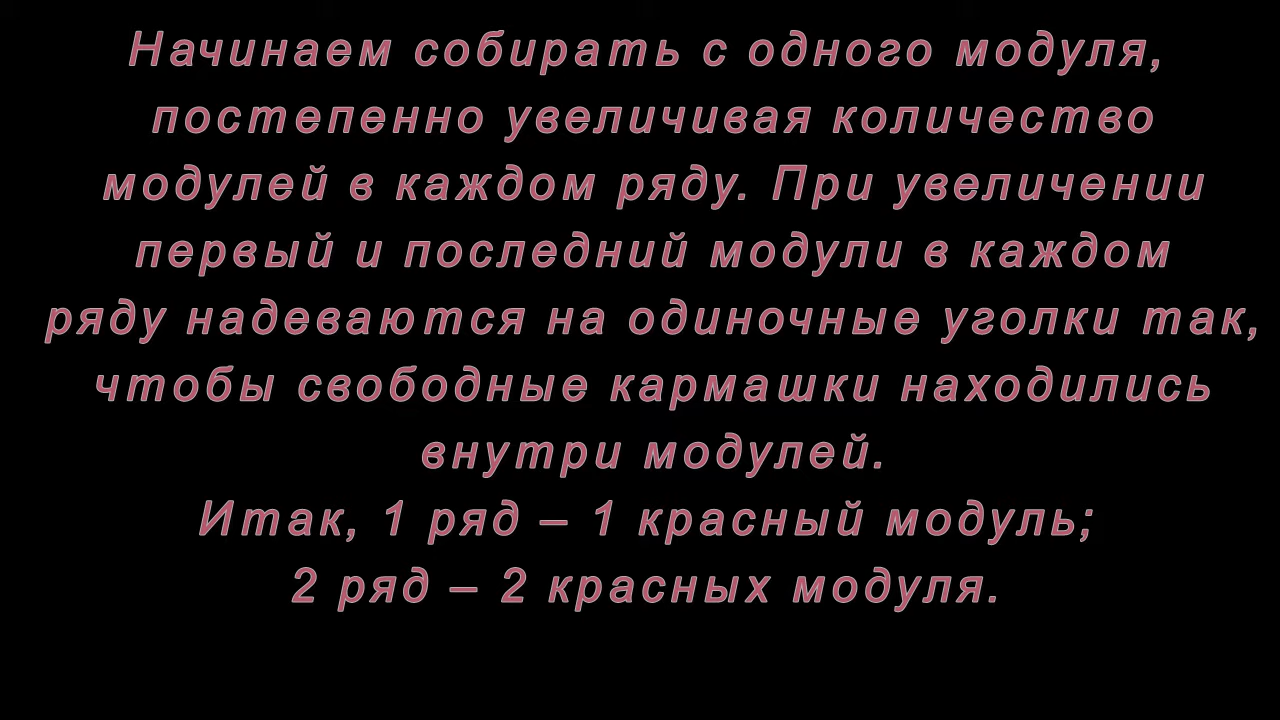 Начинаем собирать с одного модуля,
постепенно увеличивая количество
модулей в каждом ряду. При увеличении
первый и последний модули в каждом
ряду надеваются на одиночные уголки так,
чтобы свободные кармашки находились
внутри модулей.
Итак, 1 ряд – 1 красный модуль;
2 ряд – 2 красных модуля.